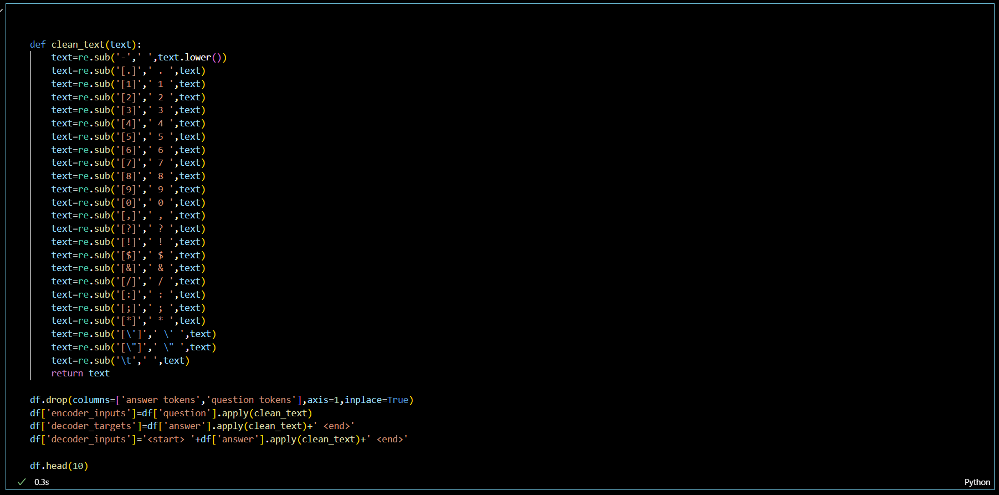 def clean_text(text):
    text=re.sub('-',' ',text.lower())
    text=re.sub('[.]',' . ',text)
    text=re.sub('[1]',' 1 ',text)
    text=re.sub('[2]',' 2 ',text)
    text=re.sub('[3]',' 3 ',text)
    text=re.sub('[4]',' 4 ',text)
    text=re.sub('[5]',' 5 ',text)
    text=re.sub('[6]',' 6 ',text)
    text=re.sub('[7]',' 7 ',text)
    text=re.sub('[8]',' 8 ',text)
    text=re.sub('[9]',' 9 ',text)
    text=re.sub('[0]',' 0 ',text)
    text=re.sub('[,]',' , ',text)
    text=re.sub('[?]',' ? ',text)
    text=re.sub('[!]',' ! ',text)
    text=re.sub('[$]',' $ ',text)
    text=re.sub('[&]',' & ',text)
    text=re.sub('[/]',' / ',text)
    text=re.sub('[:]',' : ',text)
    text=re.sub('[;]',' ; ',text)
    text=re.sub('[*]',' * ',text)
    text=re.sub('[\']',' \' ',text)
    text=re.sub('[\"]',' \" ',text)
    text=re.sub('\t',' ',text)
    return text

df.drop(columns=['answer tokens','question tokens'],axis=1,inplace=True)
df['encoder_inputs']=df['question'].apply(clean_text)
df['decoder_targets']=df['answer'].apply(clean_text)+' <end>'
df['decoder_inputs']='<start> '+df['answer'].apply(clean_text)+' <end>'

df.head(10)
0.3s
Python